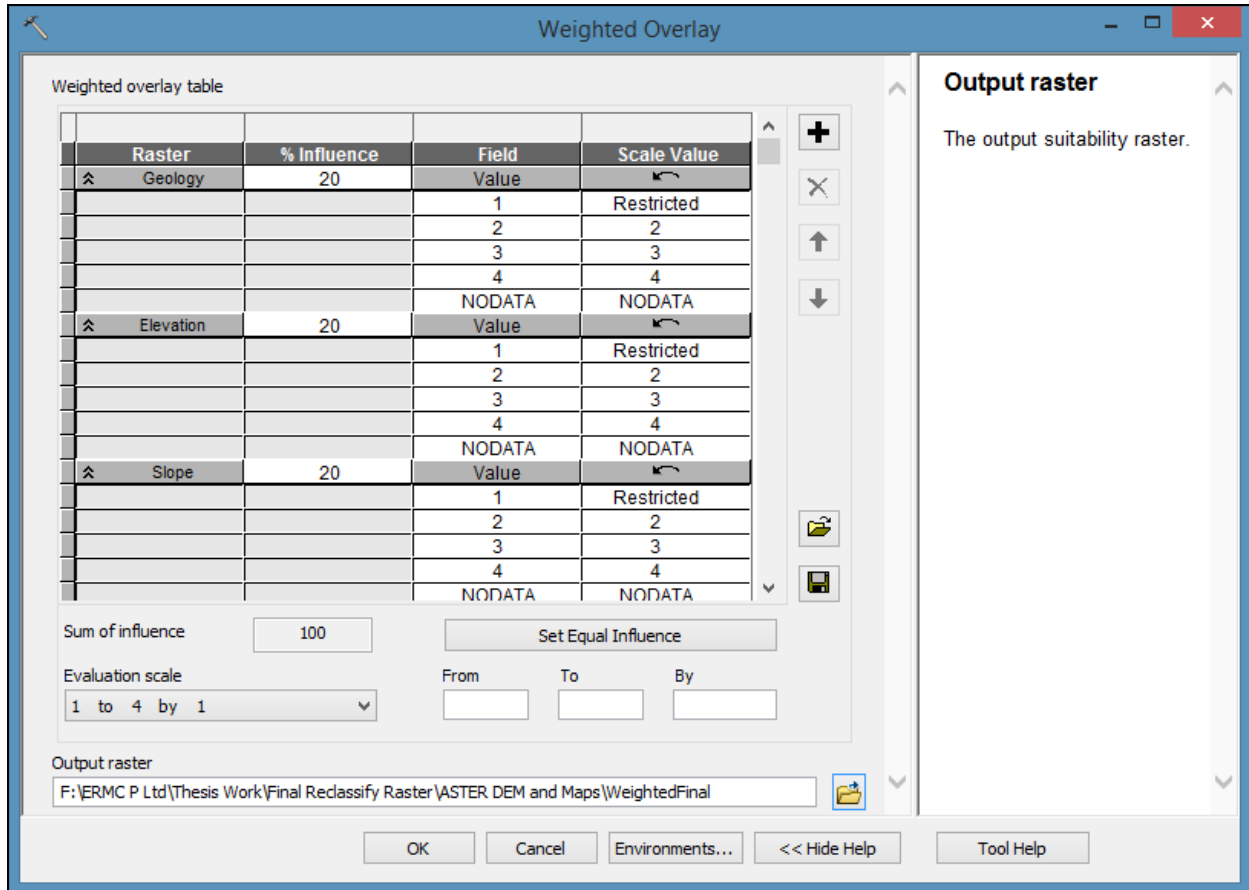 Weighted Overlay
Weighted overlay table
Raster % Influence Field Scale Value
Geology 20 Value
1 Restricted
2 2
3 3
4 4
NODATA NODATA
Elevation 20 Value
1 Restricted
2 2
3 3
4 4
NODATA NODATA
Slope 20 Value
1 Restricted
2 2
3 3
4 4
NODATA NODATA
Sum of influence 100 Set Equal Influence
Evaluation scale From To By
1 to 4 by 1
Output raster
F:\ERMC P Ltd\Thesis Work\Final Reclassify Raster\ASTER DEM and Maps\WeightedFinal
OK Cancel Environments... << Hide Help Tool Help
Output raster
The output suitability raster.